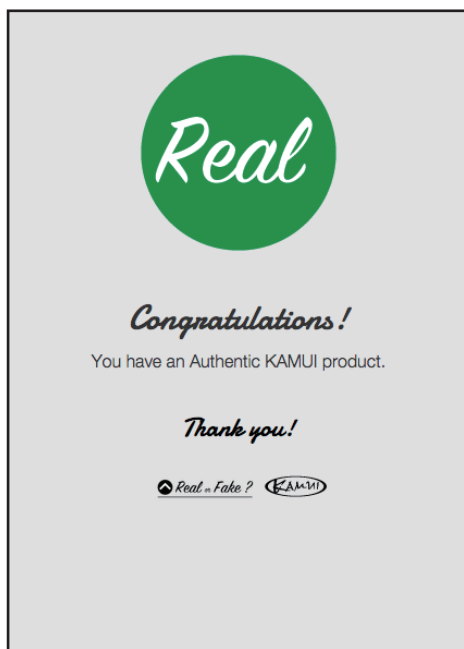 Real
Congratulations!
You have an Authentic KAMUI product.
Thank you!
Real or Fake ? KAMUI